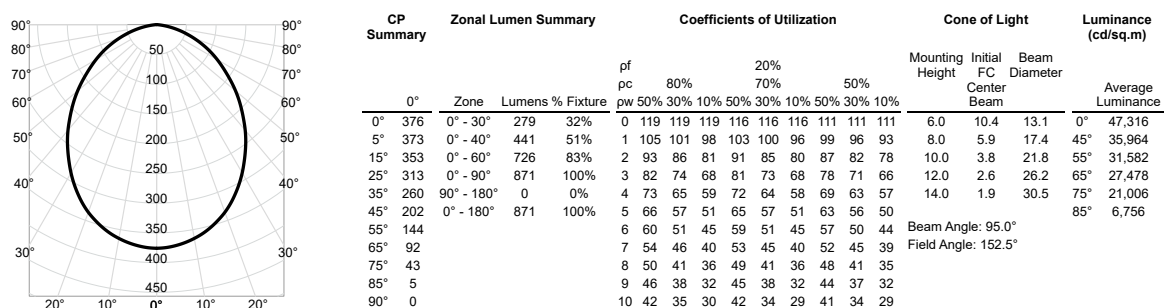 90° 90°
80° 80°
70° 70°
60° 60°
50° 50°
40° 40°
30° 30°
20° 10° 0° 10° 20°
50
100
150
200
250
300
350
400
450
CP Summary
0°
0° 376
5° 373
15° 353
25° 313
35° 260
45° 202
55° 144
65° 92
75° 43
85° 5
90° 0
Zonal Lumen Summary
Zone Lumens % Fixture
0° - 30° 279 32%
0° - 40° 441 51%
0° - 60° 726 83%
0° - 90° 871 100%
90° - 180° 0 0%
0° - 180° 871 100%
Coefficients of Utilization
ρf 20%
ρc 80% 70% 50%
ρw 50% 30% 10% 50% 30% 10% 50% 30% 10%
0 119 119 119 116 116 116 111 111 111
1 105 101 98 103 100 96 99 96 93
2 93 86 81 91 85 80 87 82 78
3 82 74 68 81 73 68 78 71 66
4 73 65 59 72 64 58 69 63 57
5 66 57 51 65 57 51 63 56 50
6 60 51 45 59 51 45 57 50 44
7 54 46 40 53 45 40 52 45 39
8 50 41 36 49 41 36 48 41 35
9 46 38 32 45 38 32 44 37 32
10 42 35 30 42 34 29 41 34 29
Cone of Light
Mounting Height Initial FC Center Beam Beam Diameter
6.0 10.4 13.1
8.0 5.9 17.4
10.0 3.8 21.8
12.0 2.6 26.2
14.0 1.9 30.5
Beam Angle: 95.0°
Field Angle: 152.5°
Luminance
(cd/sq.m)
Average
Luminance
0° 47,316
45° 35,964
55° 31,582
65° 27,478
75° 21,006
85° 6,756